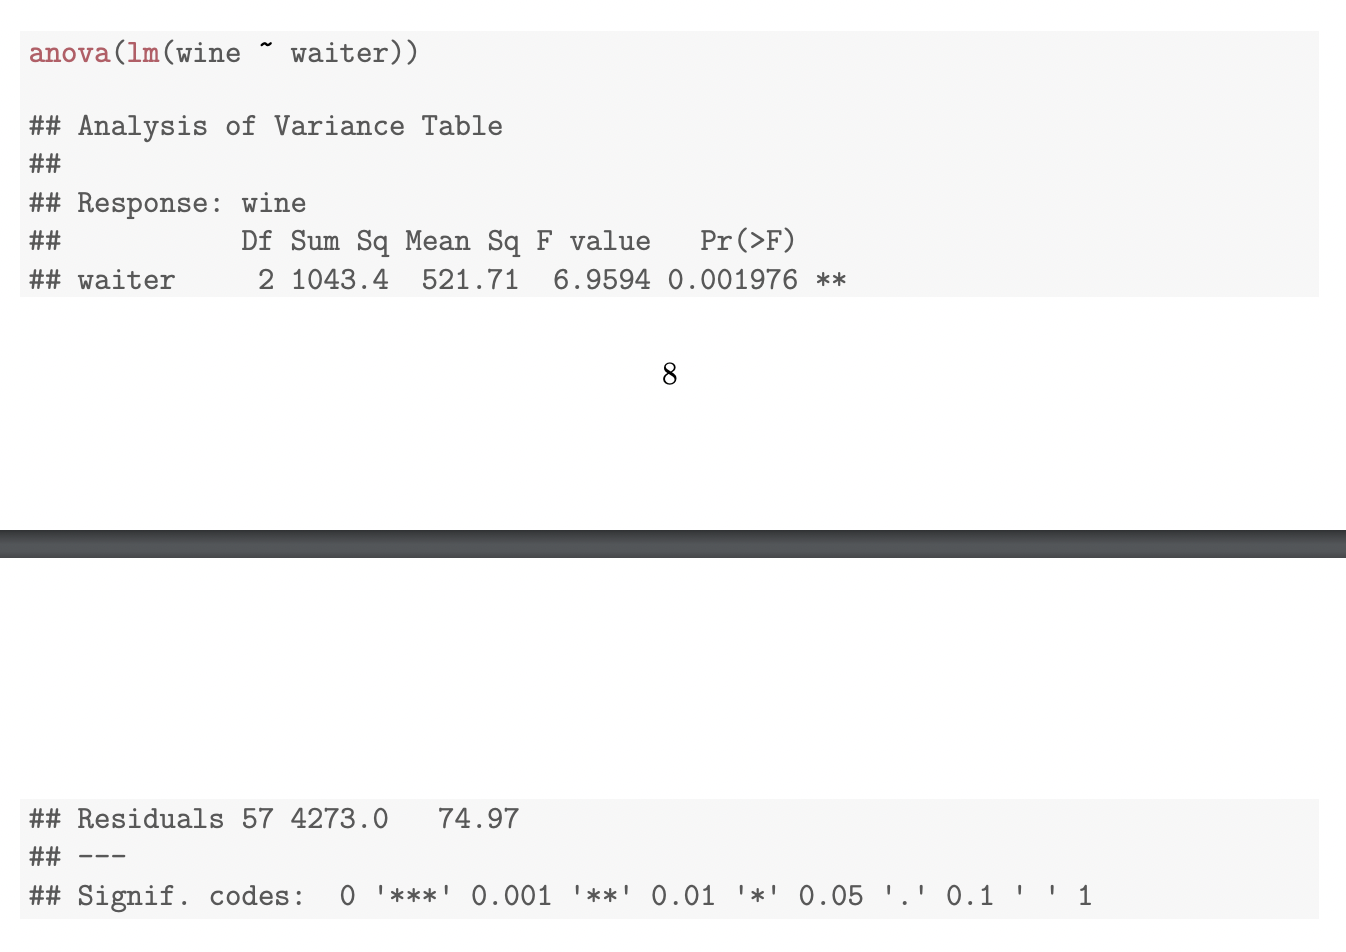 anova(lm(wine ~ waiter))
## Analysis of Variance Table
##
## Response: wine
##           Df Sum Sq Mean Sq F value   Pr(>F)
## waiter     2 1043.4  521.71  6.9594 0.001976 **
8
## Residuals 57 4273.0   74.97
## ---
## Signif. codes:  0 '***' 0.001 '**' 0.01 '*' 0.05 '.' 0.1 ' ' 1